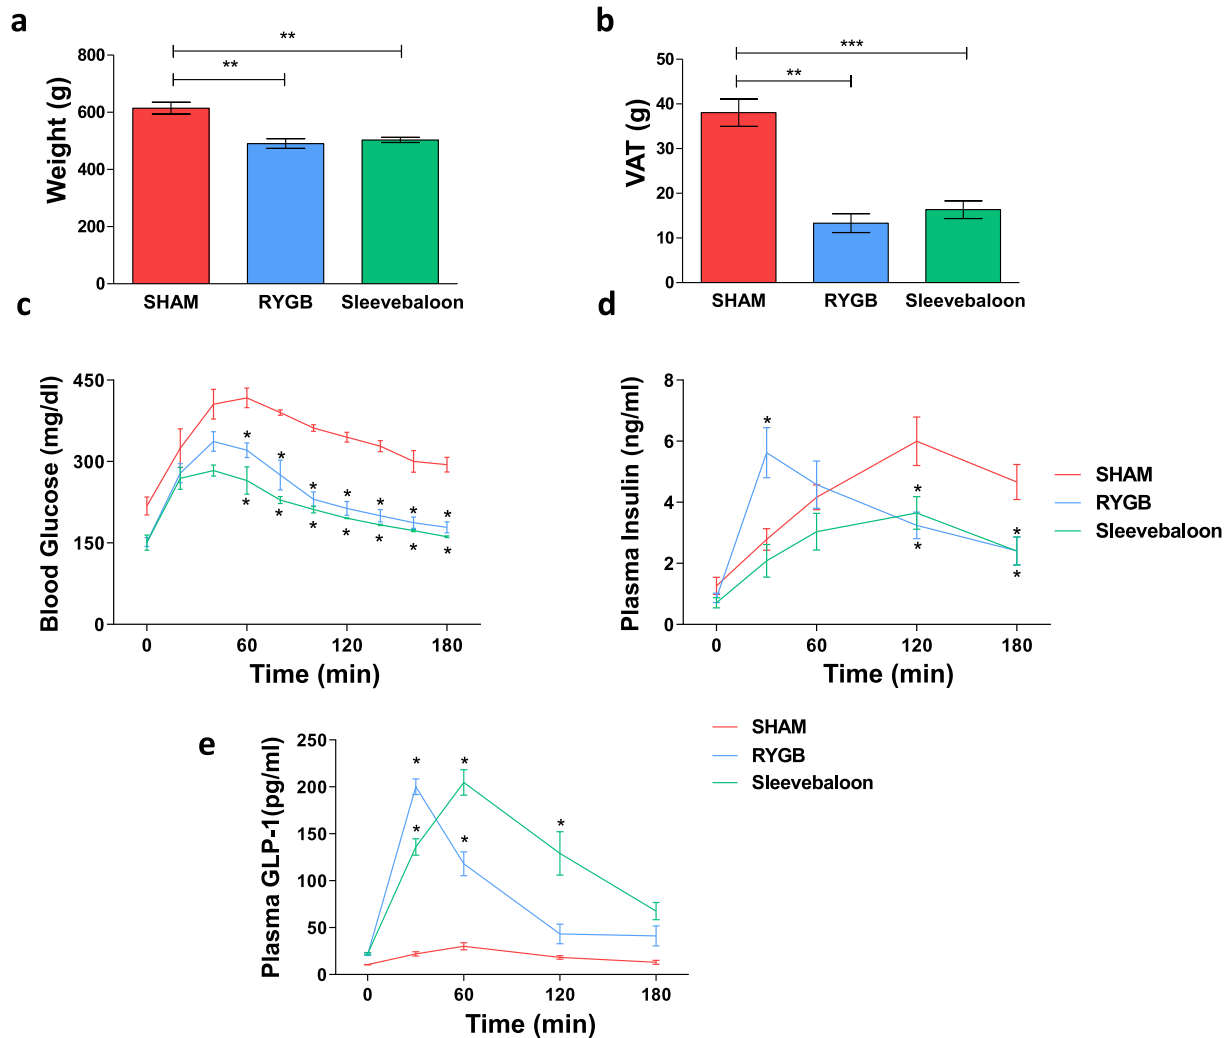 a
Weight (g)
800
600
400
200
0
**
**
SHAM RYGB Sleevebaloon
b
VAT (g)
50
40
30
20
10
0
***
**
SHAM RYGB Sleevebaloon
c
Blood Glucose (mg/dl)
450
300
150
0
* * * * * * *
* * * * * * *
0 60 120 180
Time (min)
d
Plasma Insulin (ng/ml)
8
6
4
2
0
*
* *
* *
0 60 120 180
Time (min)
SHAM
RYGB
Sleevebaloon
e
Plasma GLP-1(pg/ml)
250
200
150
100
50
0
* *
* * *
0 60 120 180
Time (min)
SHAM
RYGB
Sleevebaloon